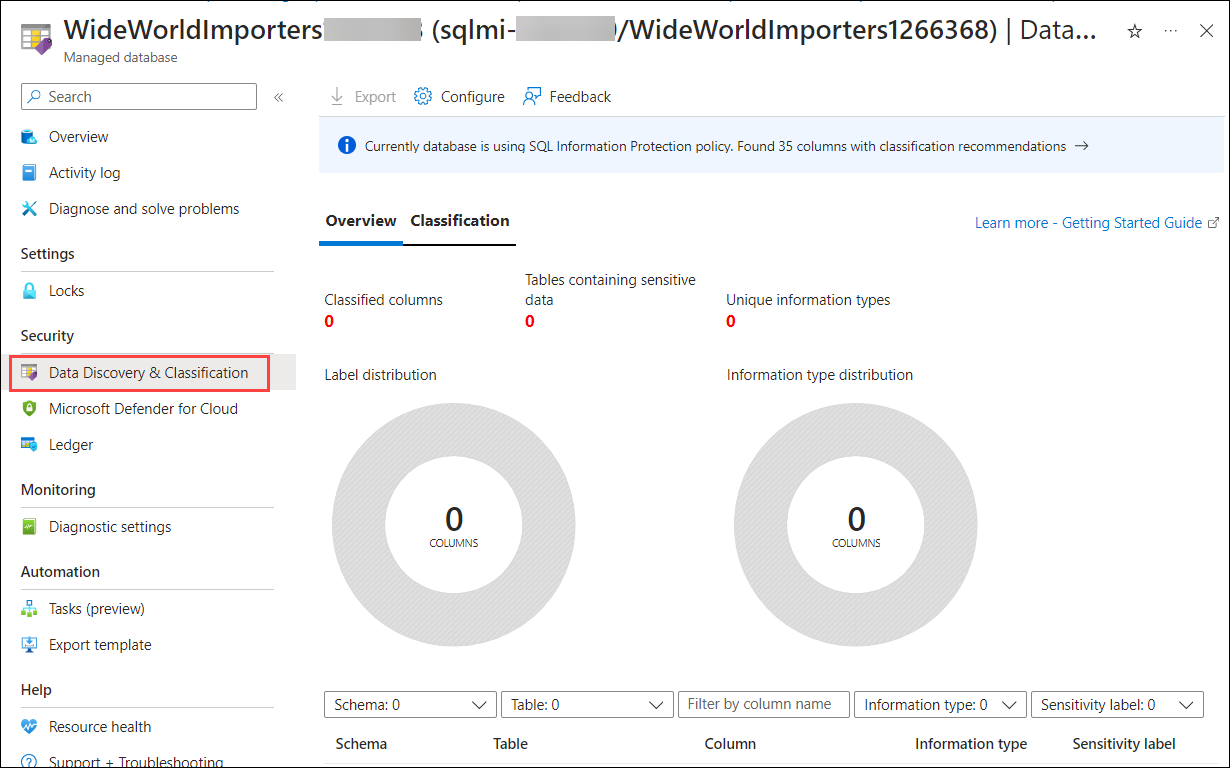 WideWorldImporters (sqlmi- /WideWorldImporters1266368) | Data...
Managed database
Search
Overview
Activity log
Diagnose and solve problems
Settings
Locks
Security
Data Discovery & Classification
Microsoft Defender for Cloud
Ledger
Monitoring
Diagnostic settings
Automation
Tasks (preview)
Export template
Help
Resource health
Support + Troubleshooting
Export Configure Feedback
Currently database is using SQL Information Protection policy. Found 35 columns with classification recommendations →
Overview Classification
Learn more - Getting Started Guide
Classified columns
0
Tables containing sensitive
data
0
Unique information types
0
Label distribution
0
COLUMNS
Information type distribution
0
COLUMNS
Schema: 0 Table: 0 Filter by column name Information type: 0 Sensitivity label: 0
Schema Table Column Information type Sensitivity label